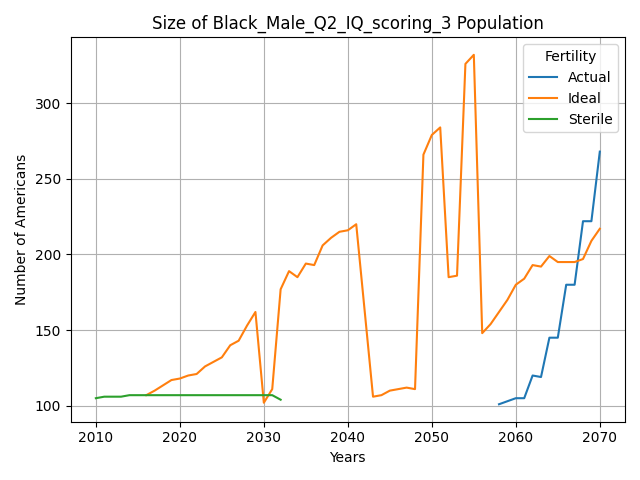 Size of Black_Male_Q2_IQ_scoring_3 Population
Fertility
Actual
Ideal
Sterile
Number of Americans
300
250
200
150
100
2010 2020 2030 2040 2050 2060 2070
Years